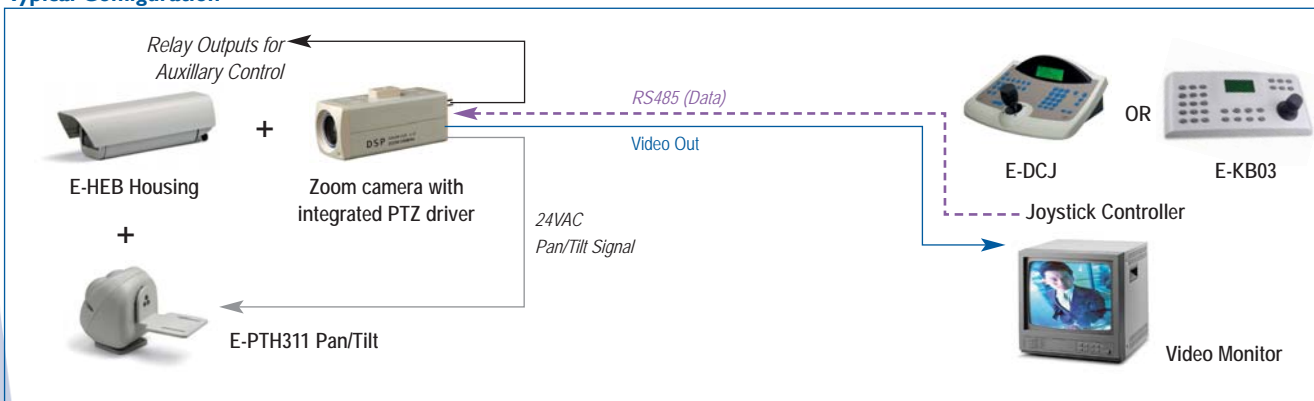 Typical Configuration
Relay Outputs for
Auxillary Control
RS485 (Data)
OR
+
DSP
Video Out
E-HEB Housing
Zoom camera with
integrated PTZ driver
E-DCJ
E-KB03
+
24VAC
Pan/Tilt Signal
Joystick Controller
E-PTH311 Pan/Tilt
Video Monitor